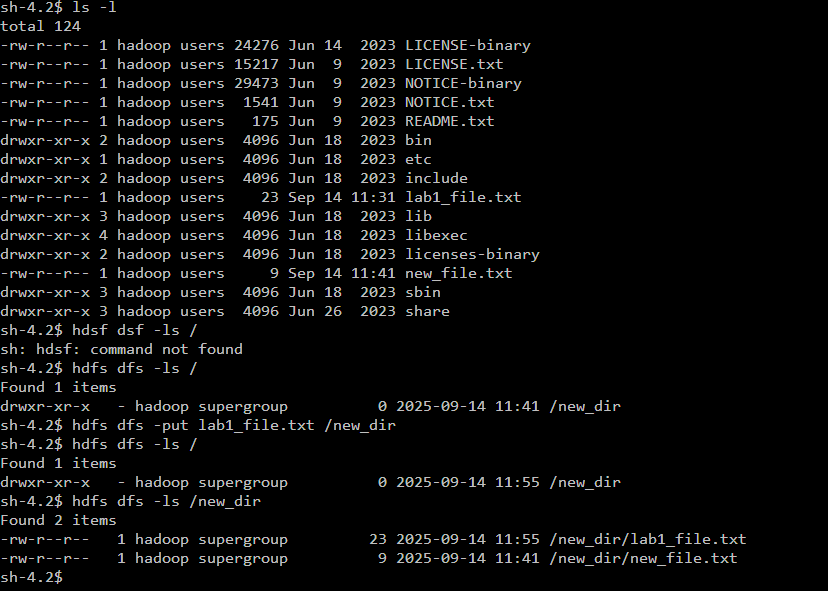 sh-4.2$ ls -l
total 124
-rw-r--r-- 1 hadoop users 24276 Jun 14  2023 LICENSE-binary
-rw-r--r-- 1 hadoop users 15217 Jun  9  2023 LICENSE.txt
-rw-r--r-- 1 hadoop users 29473 Jun  9  2023 NOTICE-binary
-rw-r--r-- 1 hadoop users  1541 Jun  9  2023 NOTICE.txt
-rw-r--r-- 1 hadoop users   175 Jun  9  2023 README.txt
drwxr-xr-x 2 hadoop users  4096 Jun 18  2023 bin
drwxr-xr-x 1 hadoop users  4096 Jun 18  2023 etc
drwxr-xr-x 2 hadoop users  4096 Jun 18  2023 include
-rw-r--r-- 1 hadoop users    23 Sep 14 11:31 lab1_file.txt
drwxr-xr-x 3 hadoop users  4096 Jun 18  2023 lib
drwxr-xr-x 4 hadoop users  4096 Jun 18  2023 libexec
drwxr-xr-x 2 hadoop users  4096 Jun 18  2023 licenses-binary
-rw-r--r-- 1 hadoop users     9 Sep 14 11:41 new_file.txt
drwxr-xr-x 3 hadoop users  4096 Jun 18  2023 sbin
drwxr-xr-x 3 hadoop users  4096 Jun 26  2023 share
sh-4.2$ hdsf dsf -ls /
sh: hdsf: command not found
sh-4.2$ hdfs dfs -ls /
Found 1 items
drwxr-xr-x   - hadoop supergroup          0 2025-09-14 11:41 /new_dir
sh-4.2$ hdfs dfs -put lab1_file.txt /new_dir
sh-4.2$ hdfs dfs -ls /
Found 1 items
drwxr-xr-x   - hadoop supergroup          0 2025-09-14 11:55 /new_dir
sh-4.2$ hdfs dfs -ls /new_dir
Found 2 items
-rw-r--r--   1 hadoop supergroup         23 2025-09-14 11:55 /new_dir/lab1_file.txt
-rw-r--r--   1 hadoop supergroup          9 2025-09-14 11:41 /new_dir/new_file.txt
sh-4.2$